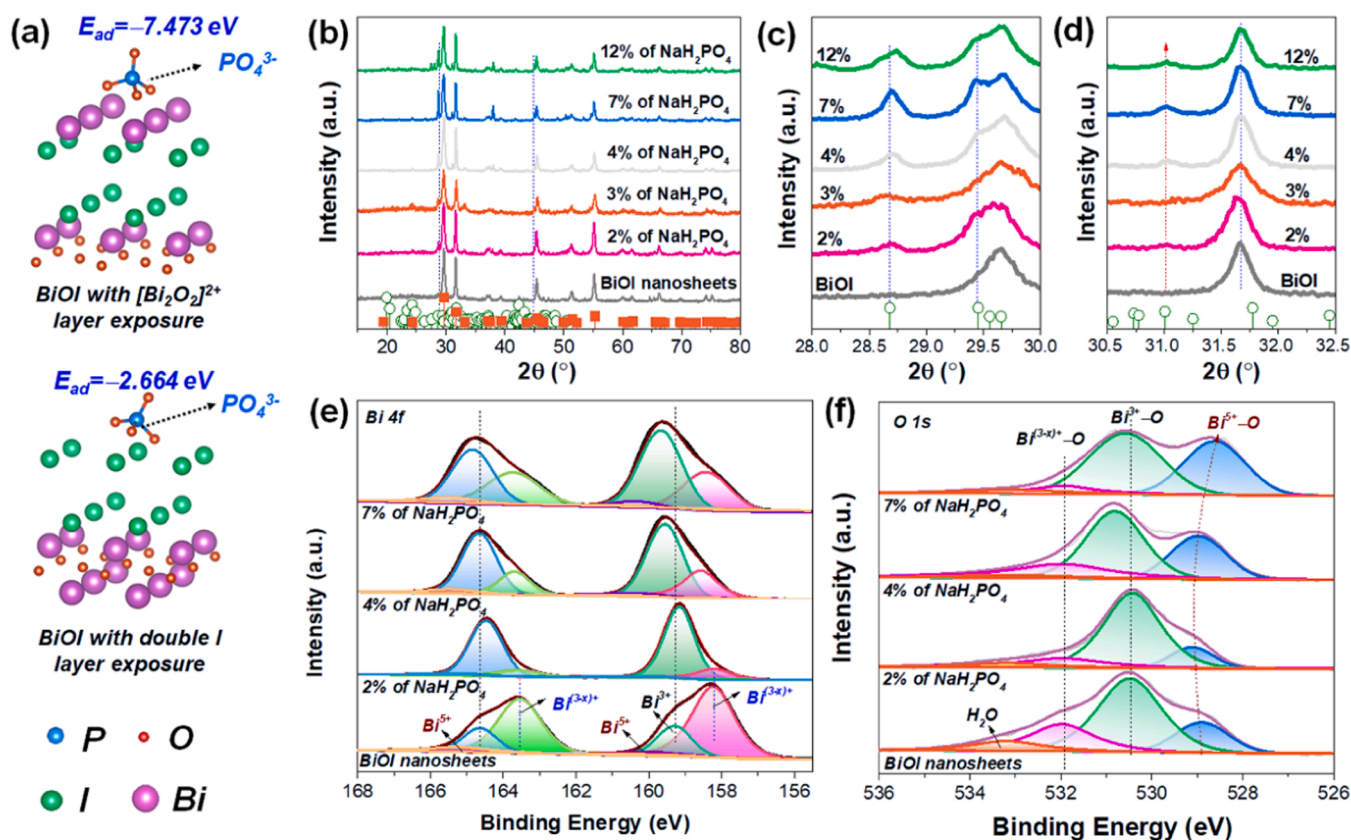 (a)
E_ad=−7.473 eV
PO₄³⁻
BiOI with [Bi₂O₂]²⁺
layer exposure
E_ad=−2.664 eV
PO₄³⁻
BiOI with double I
layer exposure
P
O
I
Bi
(b)
Intensity (a.u.)
12% of NaH₂PO₄
7% of NaH₂PO₄
4% of NaH₂PO₄
3% of NaH₂PO₄
2% of NaH₂PO₄
BiOI nanosheets
20 30 40 50 60 70 80
2θ (°)
(c)
Intensity (a.u.)
12%
7%
4%
3%
2%
BiOI
28.0 28.5 29.0 29.5 30.0
2θ (°)
(d)
Intensity (a.u.)
12%
7%
4%
3%
2%
BiOI
30.5 31.0 31.5 32.0 32.5
2θ (°)
(e)
Bi 4f
Intensity (a.u.)
7% of NaH₂PO₄
4% of NaH₂PO₄
2% of NaH₂PO₄
Bi⁵⁺
Bi⁽³⁻ˣ⁾⁺
Bi⁵⁺
Bi³⁺
Bi⁽³⁻ˣ⁾⁺
BiOI nanosheets
168 166 164 162 160 158 156
Binding Energy (eV)
(f)
O 1s
Intensity (a.u.)
Bi⁽³⁻ˣ⁾⁺–O
Bi³⁺–O
Bi⁵⁺–O
7% of NaH₂PO₄
4% of NaH₂PO₄
2% of NaH₂PO₄
H₂O
BiOI nanosheets
536 534 532 530 528 526
Binding Energy (eV)